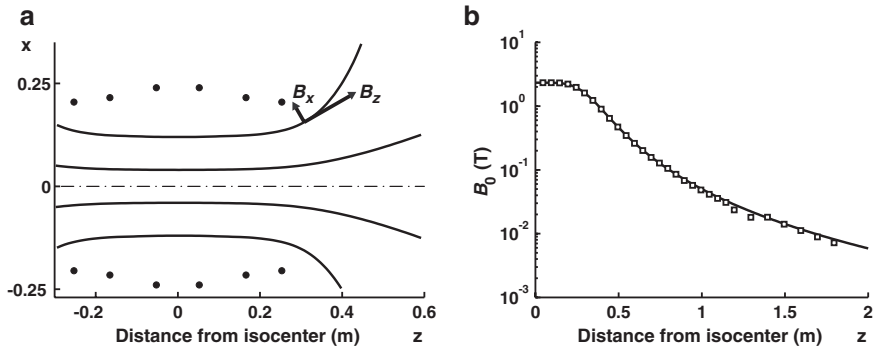 a
x
0.25
0
-0.25
B_x
B_z
-0.2 0 0.2 0.4 0.6
Distance from isocenter (m) z
b
B_0 (T)
10^1
10^0
10^-1
10^-2
10^-3
0 0.5 1 1.5 2
Distance from isocenter (m) z